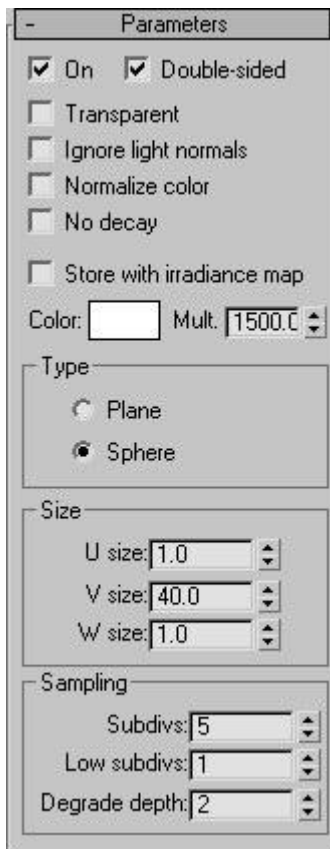 - Parameters
On Double-sided
Transparent
Ignore light normals
Normalize color
No decay
Store with irradiance map
Color: Mult. 1500.0
Type
Plane
Sphere
Size
U size: 1.0
V size: 40.0
W size: 1.0
Sampling
Subdivs: 5
Low subdivs: 1
Degrade depth: 2